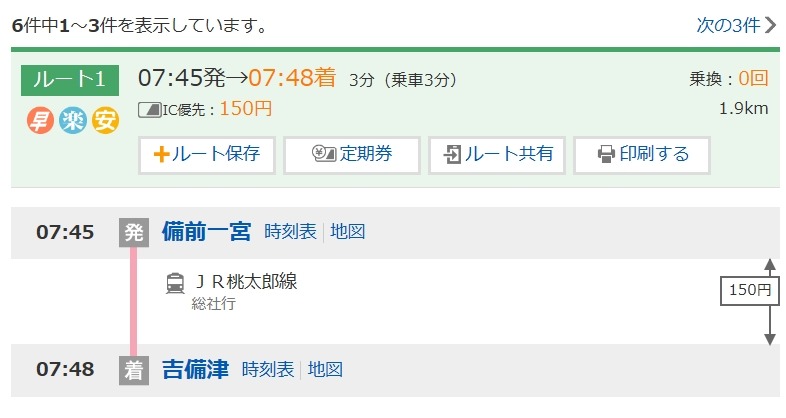 6件中1～3件を表示しています。 次の3件
ルート1 07:45発→07:48着 3分（乗車3分） 乗換：0回
早 楽 安 IC優先：150円 1.9km
ルート保存 定期券 ルート共有 印刷する
07:45 発 備前一宮 時刻表 地図
ＪＲ桃太郎線
総社行
150円
07:48 着 吉備津 時刻表 地図